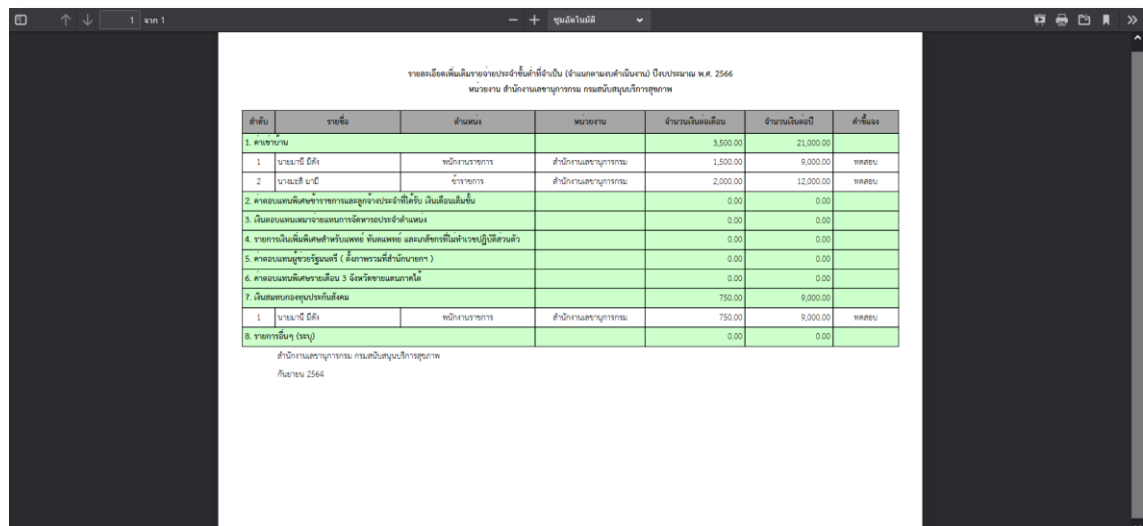 1 จาก 1 ซูมอัตโนมัติ
รายละเอียดเพิ่มเติมรายจ่ายประจำขั้นต่ำที่จำเป็น (จำแนกตามงบดำเนินงาน) ปีงบประมาณ พ.ศ. 2566
หน่วยงาน สำนักงานเลขานุการกรม กรมสนับสนุนบริการสุขภาพ
ลำดับ รายชื่อ ตำแหน่ง หน่วยงาน จำนวนเงินต่อเดือน จำนวนเงินต่อปี คำชี้แจง
1. ค่าเช่าบ้าน 3,500.00 21,000.00
1 นายมานี มีตัง พนักงานราชการ สำนักงานเลขานุการกรม 1,500.00 9,000.00 ทดสอบ
2 นางมะลิ มามี ข้าราชการ สำนักงานเลขานุการกรม 2,000.00 12,000.00 ทดสอบ
2. ค่าตอบแทนพิเศษข้าราชการและลูกจ้างประจำที่ได้รับ เงินเดือนเต็มขั้น 0.00 0.00
3. เงินตอบแทนเหมาจ่ายแทนการจัดหารถประจำตำแหน่ง 0.00 0.00
4. รายการเงินเพิ่มพิเศษสำหรับแพทย์ ทันตแพทย์ และเภสัชกรที่ไม่ทำเวชปฏิบัติส่วนตัว 0.00 0.00
5. ค่าตอบแทนผู้ช่วยรัฐมนตรี ( ตั้งภาพรวมที่สำนักนายกฯ ) 0.00 0.00
6. ค่าตอบแทนพิเศษรายเดือน 3 จังหวัดชายแดนภาคใต้ 0.00 0.00
7. เงินสมทบกองทุนประกันสังคม 750.00 9,000.00
1 นายมานี มีตัง พนักงานราชการ สำนักงานเลขานุการกรม 750.00 9,000.00 ทดสอบ
8. รายการอื่นๆ (ระบุ) 0.00 0.00
สำนักงานเลขานุการกรม กรมสนับสนุนบริการสุขภาพ
กันยายน 2564